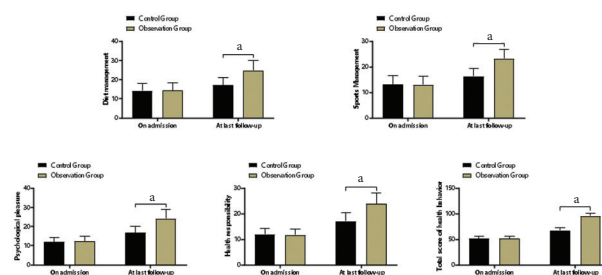 Control Group
Observation Group
a
Diet management
40
30
20
10
0
On admission
At last follow-up
Control Group
Observation Group
a
Sports Management
30
20
10
0
On admission
At last follow-up
Control Group
Observation Group
a
Psychological pleasure
40
30
20
10
0
On admission
At last follow-up
Control Group
Observation Group
a
Health responsibility
30
20
10
0
On admission
At last follow-up
Control Group
Observation Group
a
Total score of health behavior
150
100
50
0
On admission
At last follow-up